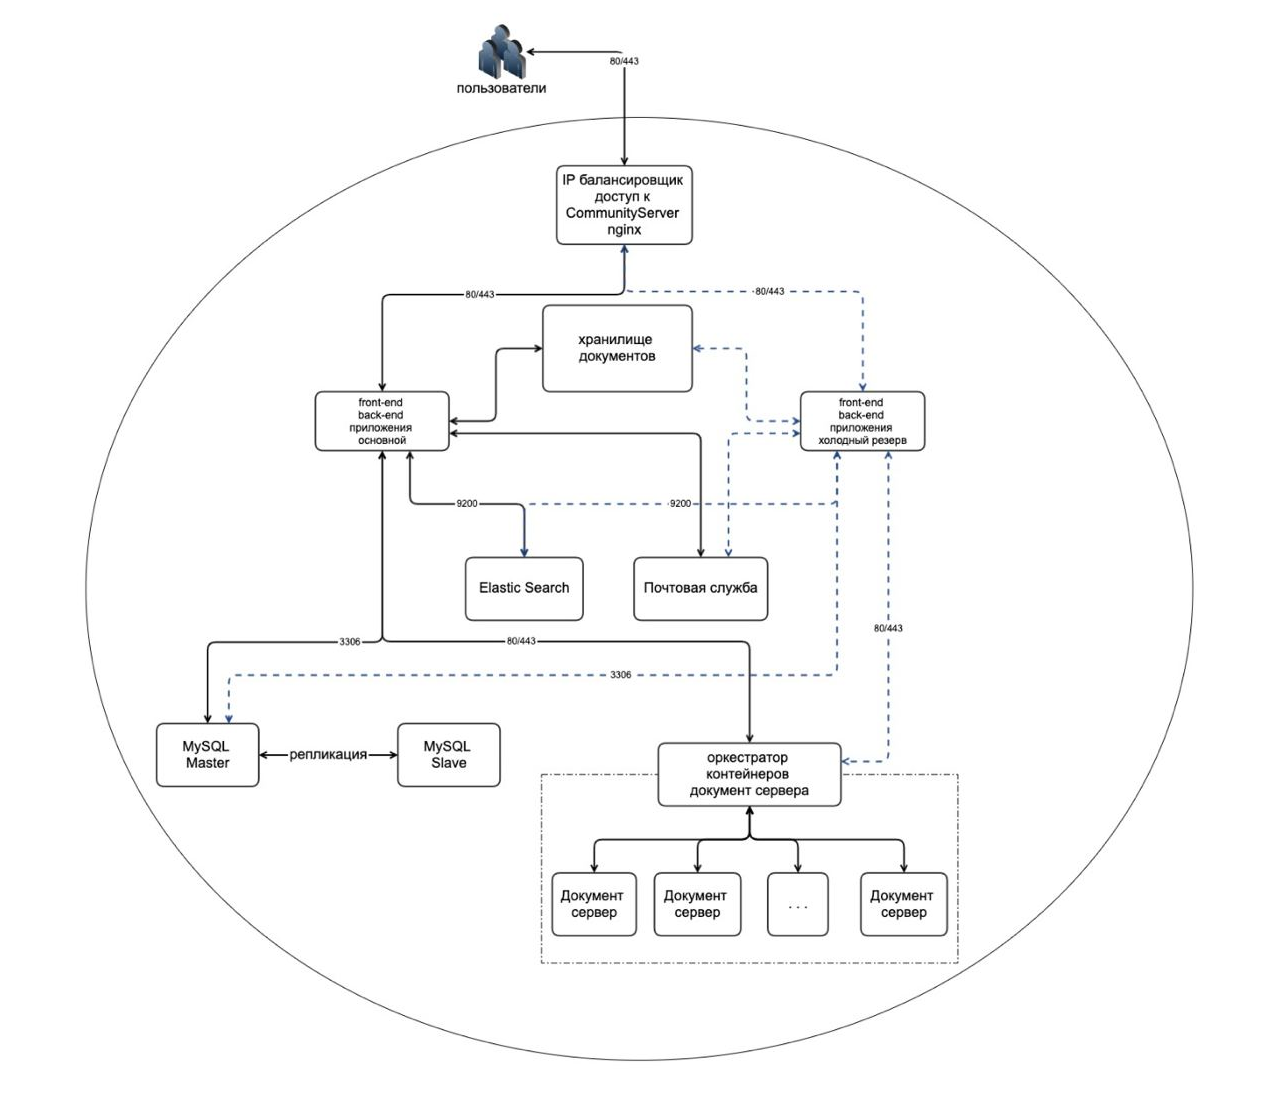 80/443
пользователи
IP балансировщик
доступ к
CommunityServer
nginx
80/443
80/443
хранилище
документов
front-end
back-end
приложения
основной
front-end
back-end
приложения
холодный резерв
9200
9200
Elastic Search
Почтовая служба
80/443
3306
80/443
3306
MySQL
Master
репликация
MySQL
Slave
оркестратор
контейнеров
документ сервера
Документ
сервер
Документ
сервер
. . .
Документ
сервер